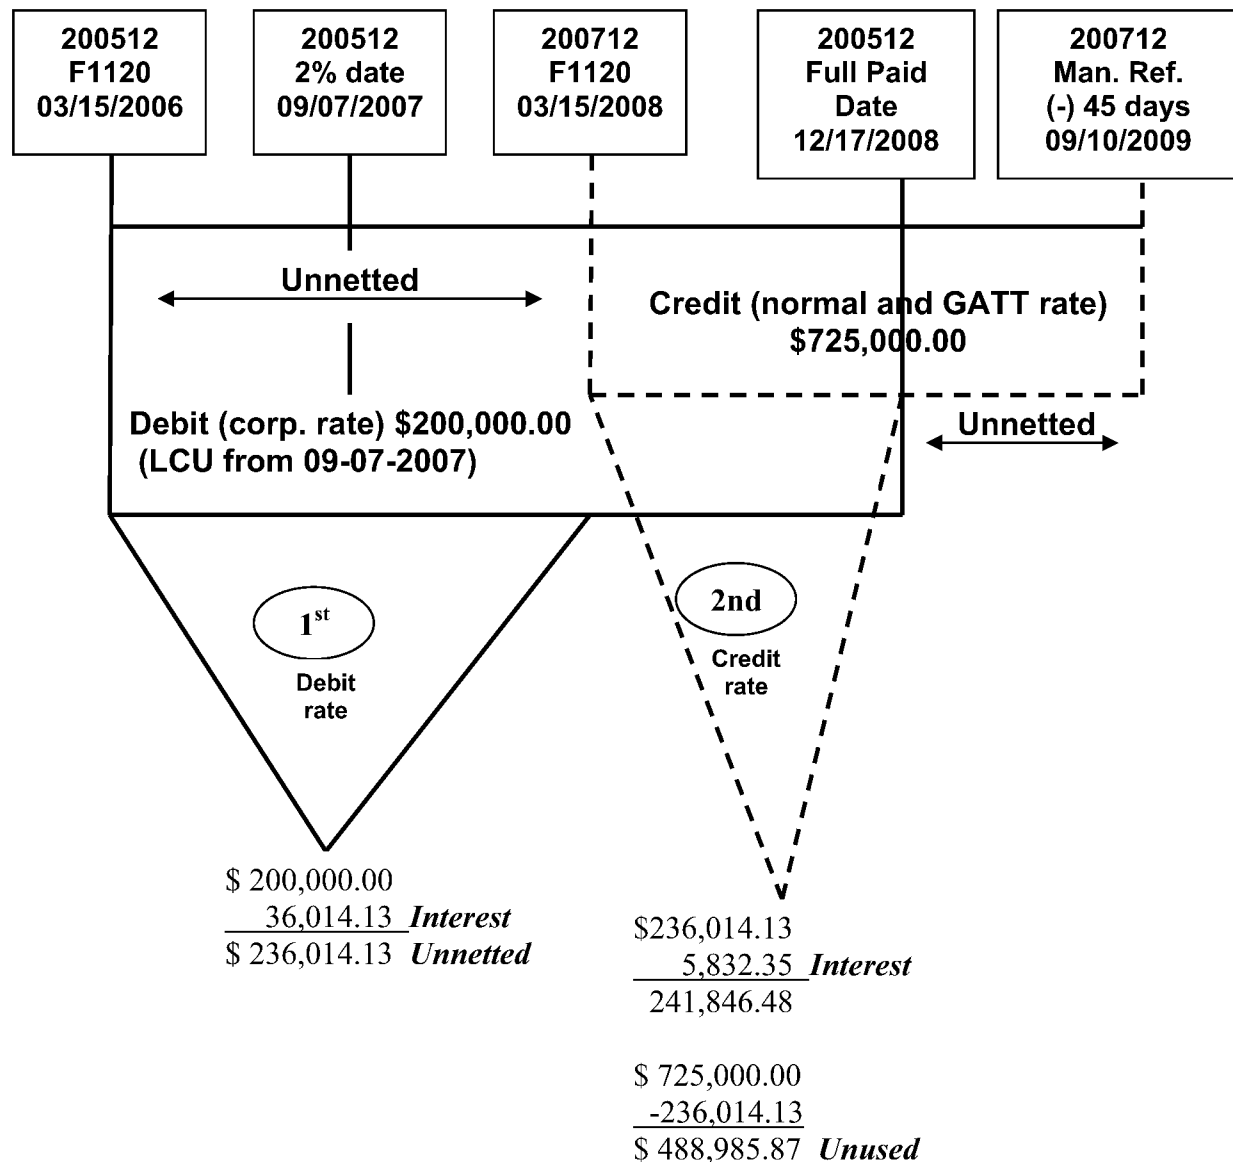 200512
F1120
03/15/2006
200512
2% date
09/07/2007
200712
F1120
03/15/2008
200512
Full Paid
Date
12/17/2008
200712
Man. Ref.
(-) 45 days
09/10/2009
Unnetted
Credit (normal and GATT rate)
$725,000.00
Debit (corp. rate) $200,000.00
(LCU from 09-07-2007)
Unnetted
1st
Debit
rate
2nd
Credit
rate
$ 200,000.00
36,014.13 Interest
$ 236,014.13 Unnetted
$236,014.13
5,832.35 Interest
241,846.48
$ 725,000.00
-236,014.13
$ 488,985.87 Unused